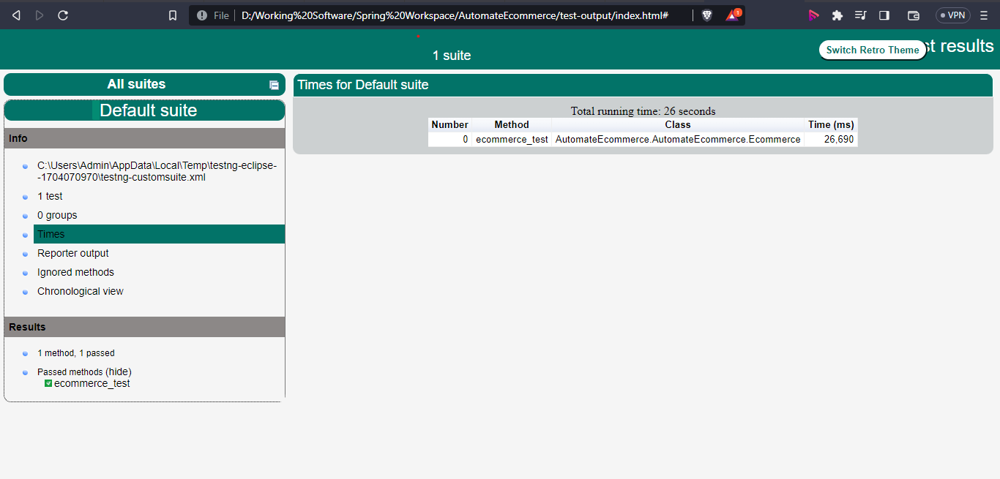 File D:/Working%20Software/Spring%20Workspace/AutomateEcommerce/test-output/index.html#
1
VPN
1 suite
Switch Retro Theme
st results
All suites
Default suite
Info
C:\Users\Admin\AppData\Local\Temp\testng-eclipse-
-1704070970\testng-customsuite.xml
1 test
0 groups
Times
Reporter output
Ignored methods
Chronological view
Results
1 method, 1 passed
Passed methods (hide)
ecommerce_test
Times for Default suite
Total running time: 26 seconds
Number Method Class Time (ms)
0 ecommerce_test AutomateEcommerce.AutomateEcommerce.Ecommerce 26,690